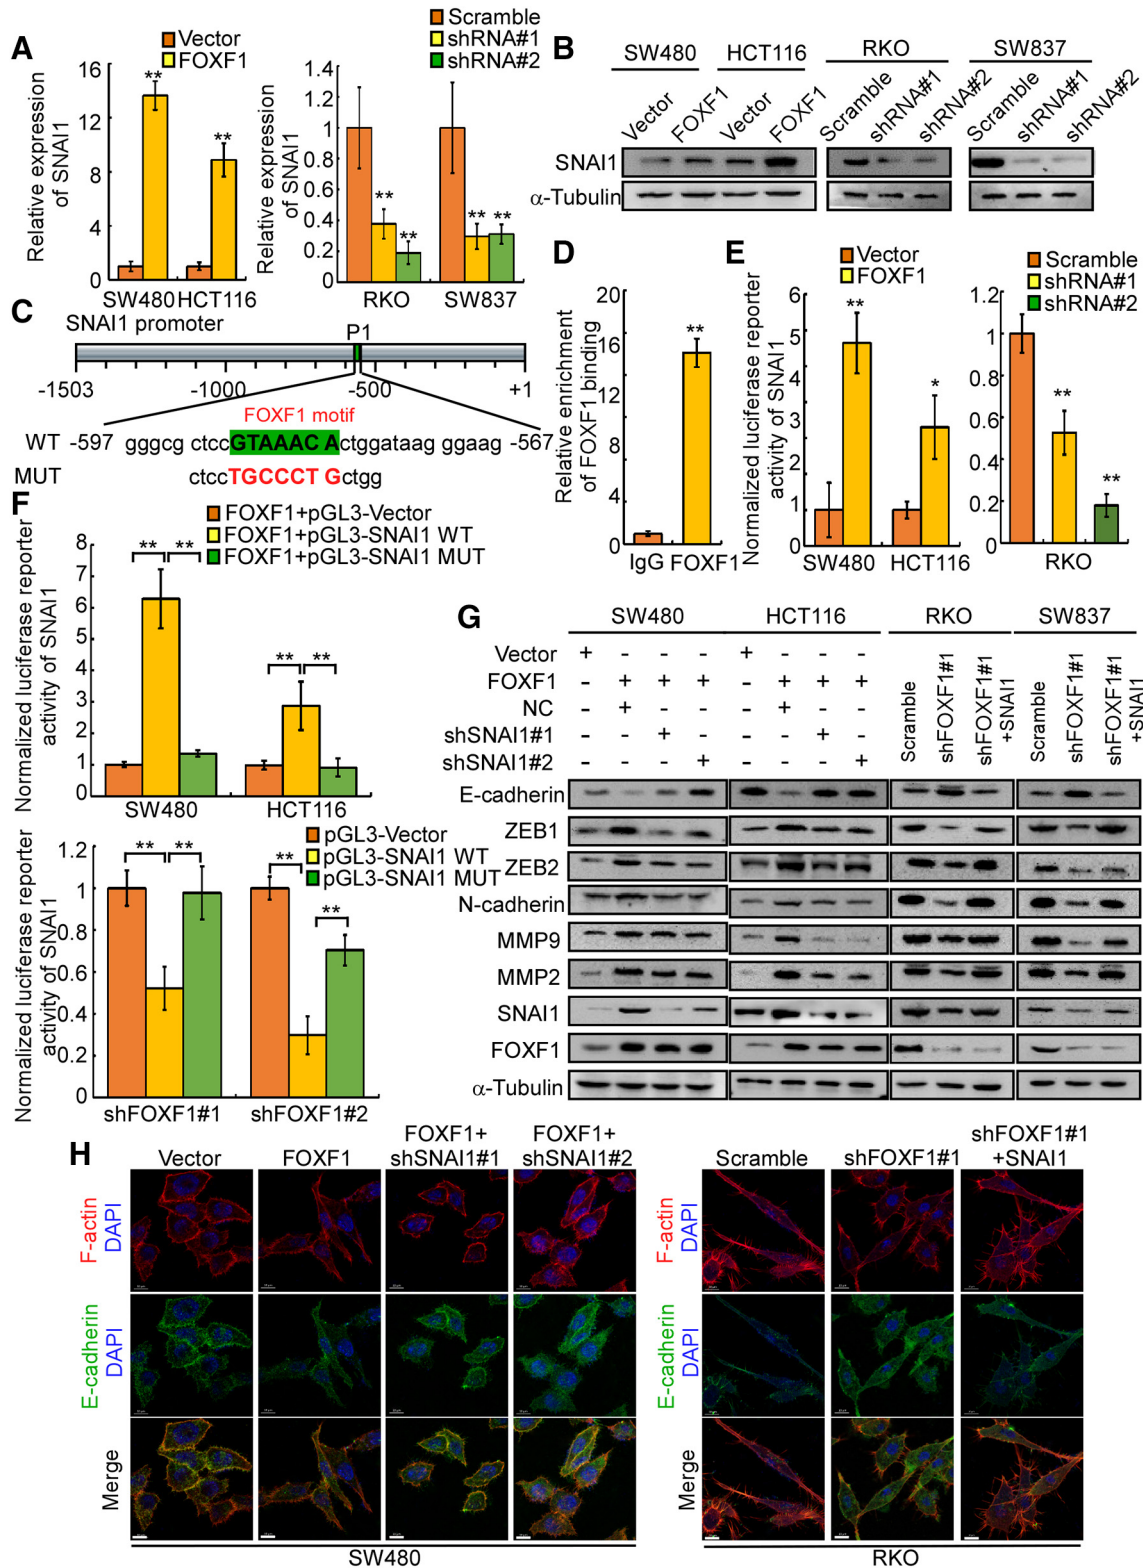 A
Vector
FOXF1
Relative expression
of SNAI1
16
12
8
4
0
**
**
SW480 HCT116
Scramble
shRNA#1
shRNA#2
Relative expression
of SNAI1
1.4
1.2
1
0.8
0.6
0.4
0.2
0
**
**
**
**
RKO SW837
B
SW480 HCT116 RKO SW837
Vector FOXF1 Vector FOXF1 Scramble shRNA#1 shRNA#2 Scramble shRNA#1 shRNA#2
SNAI1
α-Tubulin
C
SNAI1 promoter
P1
-1503 -1000 -500 +1
FOXF1 motif
WT -597 gggcg ctccGTAAAC Actggataag ggaag -567
MUT ctccTGCCCT Gctgg
D
Relative enrichment
of FOXF1 binding
20
16
12
8
4
0
**
IgG FOXF1
E
Vector
FOXF1
Normalized luciferase reporter
activity of SNAI1
6
5
4
3
2
1
0
**
*
SW480 HCT116
Scramble
shRNA#1
shRNA#2
1.2
1
0.8
0.6
0.4
0.2
0
**
**
RKO
F
FOXF1+pGL3-Vector
FOXF1+pGL3-SNAI1 WT
FOXF1+pGL3-SNAI1 MUT
Normalized luciferase reporter
activity of SNAI1
8
7
6
5
4
3
2
1
0
** **
** **
SW480 HCT116
pGL3-Vector
pGL3-SNAI1 WT
pGL3-SNAI1 MUT
Normalized luciferase reporter
activity of SNAI1
1.2
1
0.8
0.6
0.4
0.2
0
** **
**
**
shFOXF1#1 shFOXF1#2
G
SW480 HCT116 RKO SW837
Vector + - - - + - - -
FOXF1 - + + + - + + +
NC - + - - - + - -
shSNAI1#1 - - + - - - + -
shSNAI1#2 - - - + - - - +
Scramble shFOXF1#1 shFOXF1#1 +SNAI1 Scramble shFOXF1#1 shFOXF1#1 +SNAI1
E-cadherin
ZEB1
ZEB2
N-cadherin
MMP9
MMP2
SNAI1
FOXF1
α-Tubulin
H
Vector FOXF1 FOXF1+ shSNAI1#1 FOXF1+ shSNAI1#2 Scramble shFOXF1#1 shFOXF1#1 +SNAI1
F-actin
DAPI
E-cadherin
DAPI
Merge
SW480
F-actin
DAPI
E-cadherin
DAPI
Merge
RKO